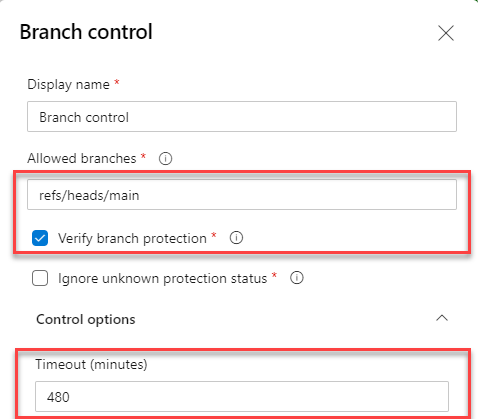 Branch control
Display name *
Branch control
Allowed branches *
refs/heads/main
Verify branch protection *
Ignore unknown protection status *
Control options
Timeout (minutes)
480